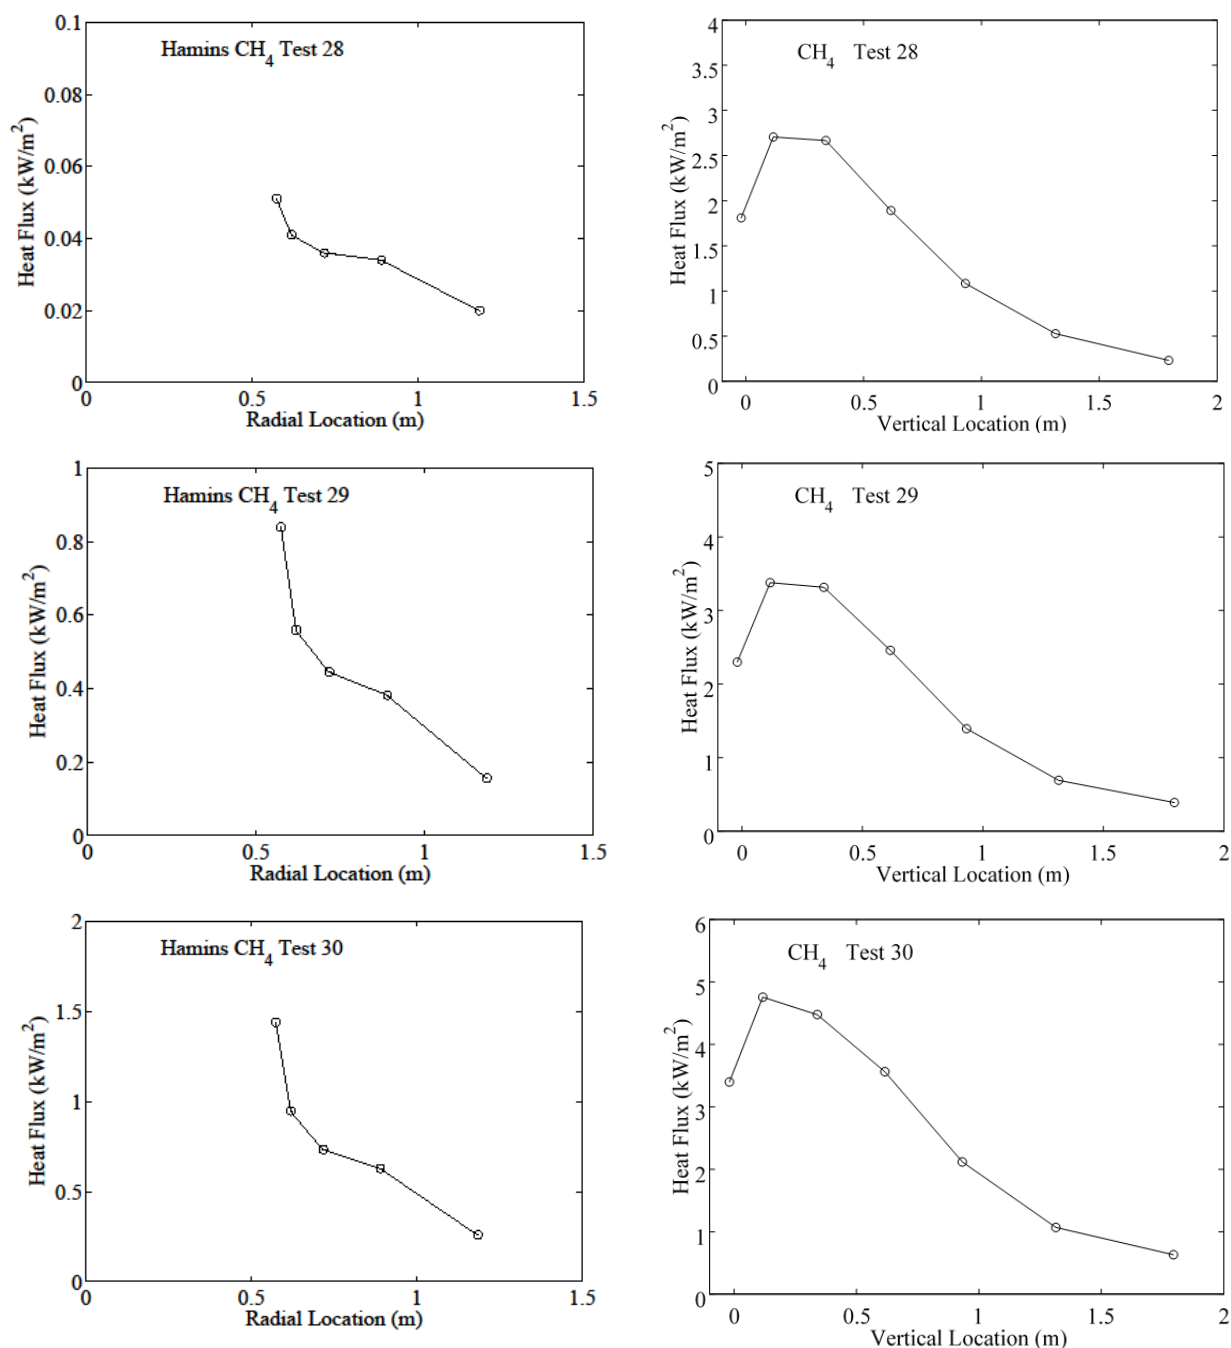 Hamins CH4 Test 28
Heat Flux (kW/m2)
0.1
0.08
0.06
0.04
0.02
0
0 0.5 1 1.5
Radial Location (m)
CH4 Test 28
Heat Flux (kW/m2)
4
3.5
3
2.5
2
1.5
1
0.5
0
0 0.5 1 1.5 2
Vertical Location (m)
Hamins CH4 Test 29
Heat Flux (kW/m2)
1
0.8
0.6
0.4
0.2
0
0 0.5 1 1.5
Radial Location (m)
CH4 Test 29
Heat Flux (kW/m2)
5
4
3
2
1
0
0 0.5 1 1.5 2
Vertical Location (m)
Hamins CH4 Test 30
Heat Flux (kW/m2)
2
1.5
1
0.5
0
0 0.5 1 1.5
Radial Location (m)
CH4 Test 30
Heat Flux (kW/m2)
6
5
4
3
2
1
0
0 0.5 1 1.5 2
Vertical Location (m)